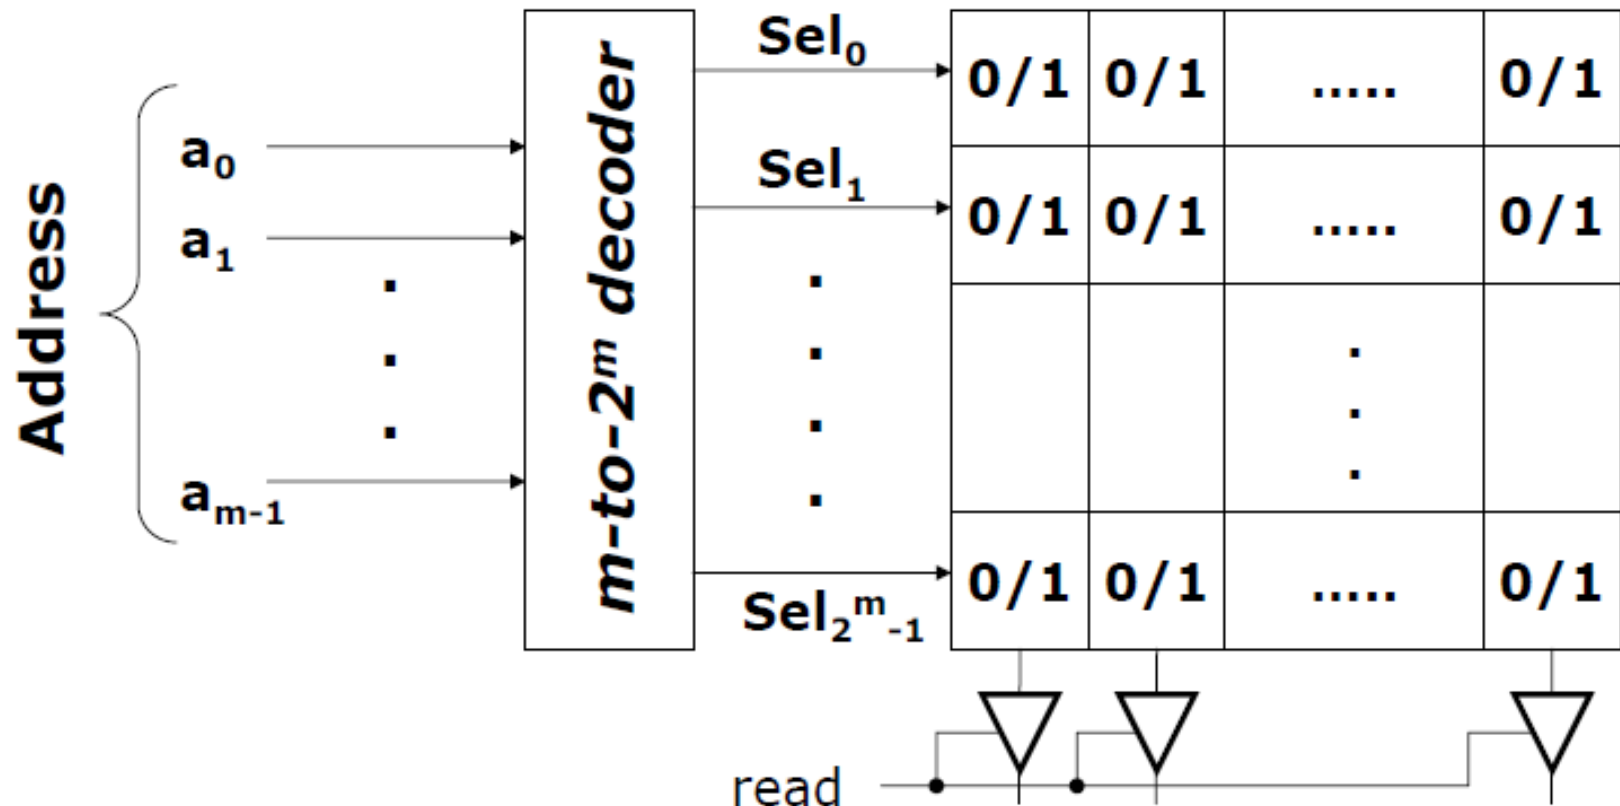 Address
a₀
a₁
.
.
.
aₘ₋₁
m-to-2ᵐ decoder
Sel₀
Sel₁
.
.
.
.
Sel₂ᵐ₋₁
0/1 0/1 ..... 0/1
0/1 0/1 ..... 0/1
.
.
.
0/1 0/1 ..... 0/1
read